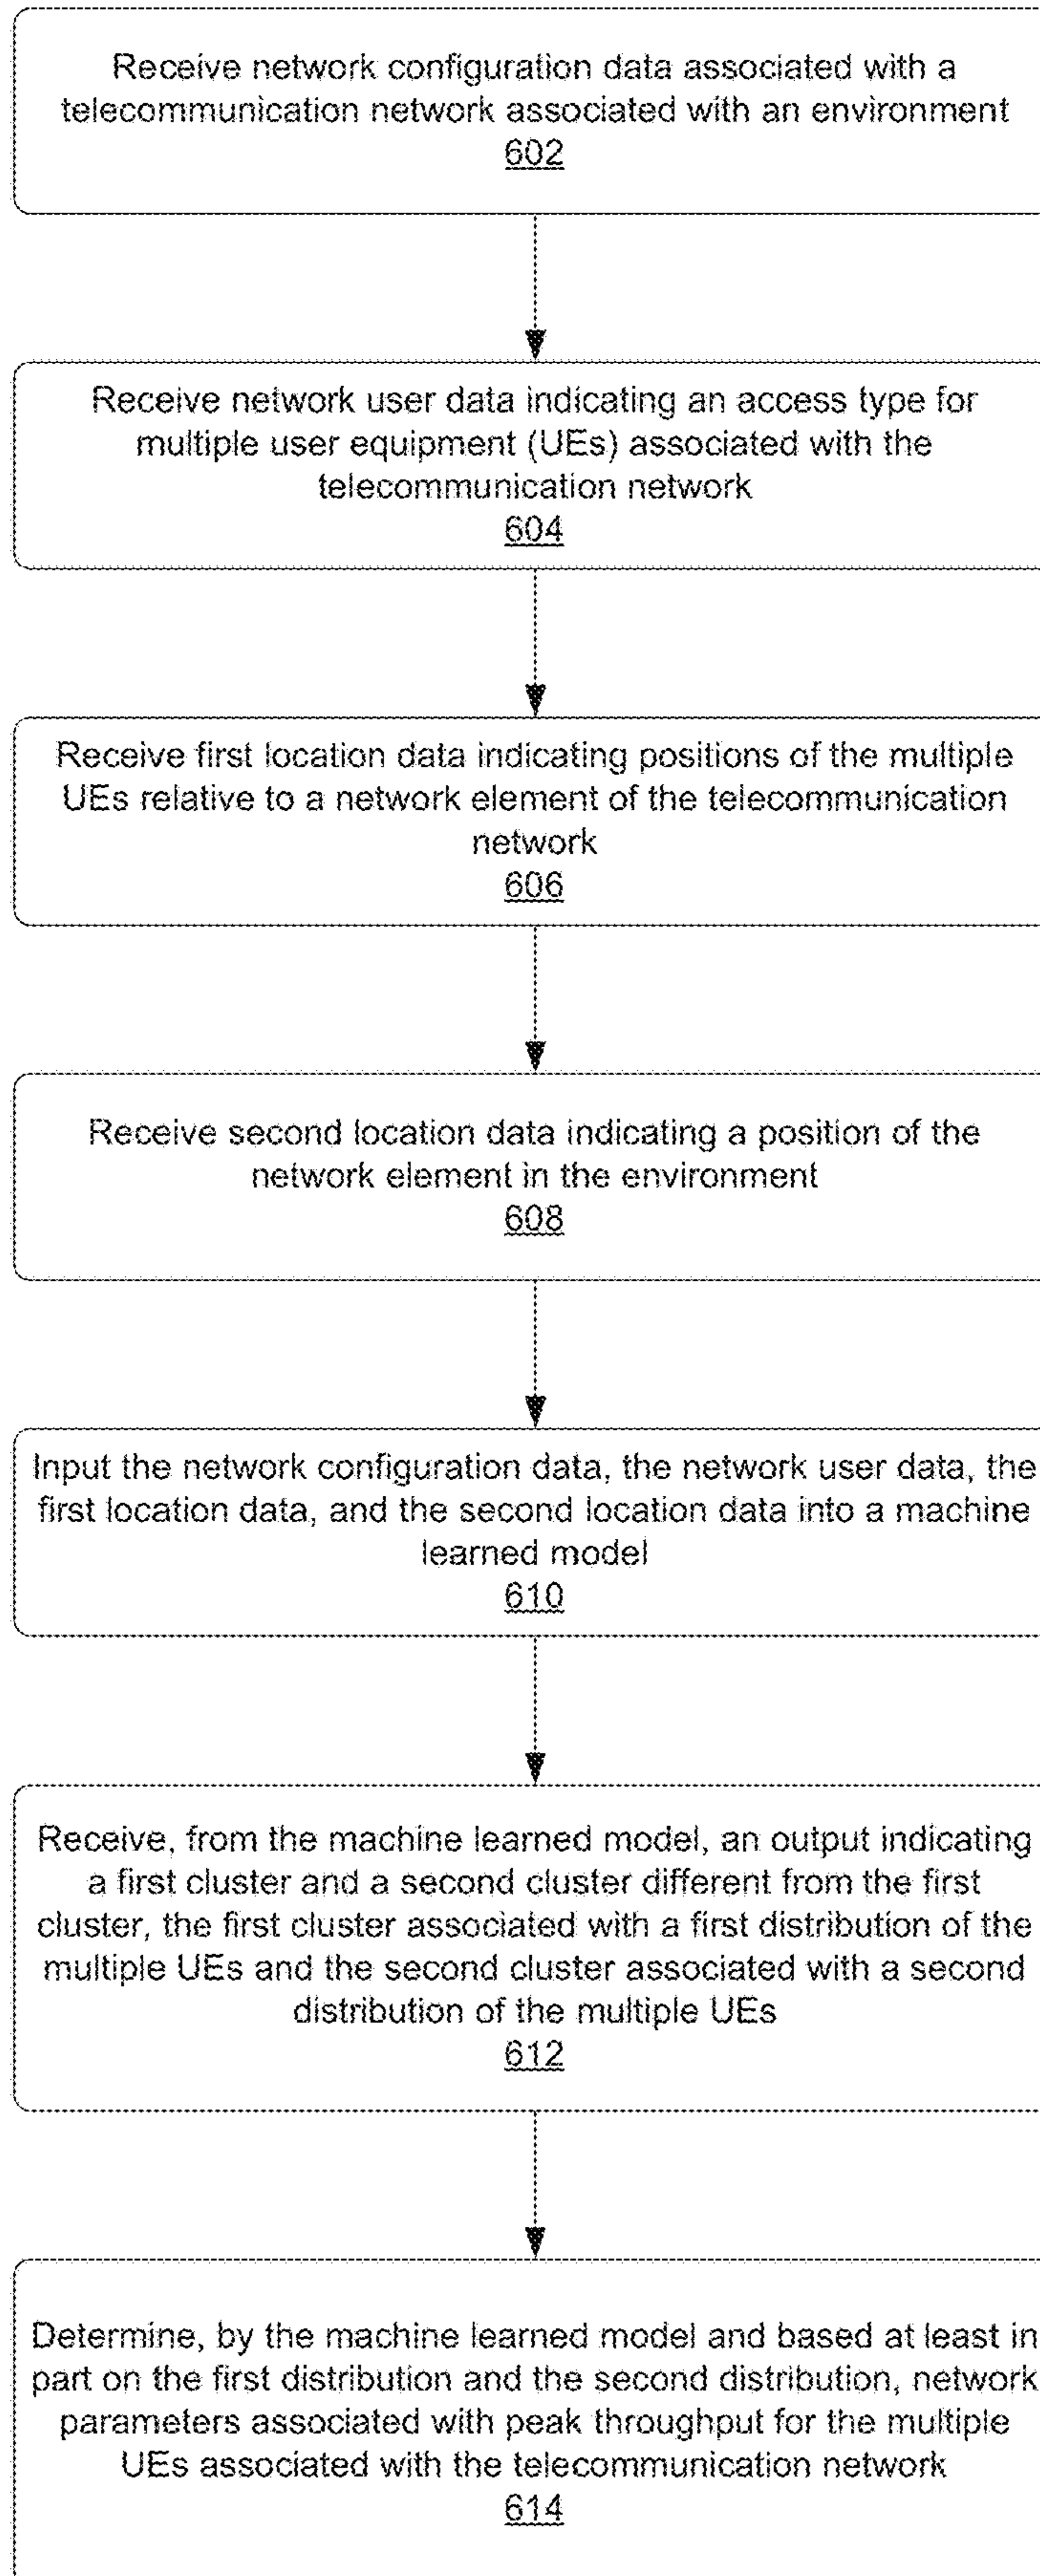 Receive network configuration data associated with a
telecommunication network associated with an environment
602
Receive network user data indicating an access type for
multiple user equipment (UEs) associated with the
telecommunication network
604
Receive first location data indicating positions of the multiple
UEs relative to a network element of the telecommunication
network
606
Receive second location data indicating a position of the
network element in the environment
608
Input the network configuration data, the network user data, the
first location data, and the second location data into a machine
learned model
610
Receive, from the machine learned model, an output indicating
a first cluster and a second cluster different from the first
cluster, the first cluster associated with a first distribution of the
multiple UEs and the second cluster associated with a second
distribution of the multiple UEs
612
Determine, by the machine learned model and based at least in
part on the first distribution and the second distribution, network
parameters associated with peak throughput for the multiple
UEs associated with the telecommunication network
614